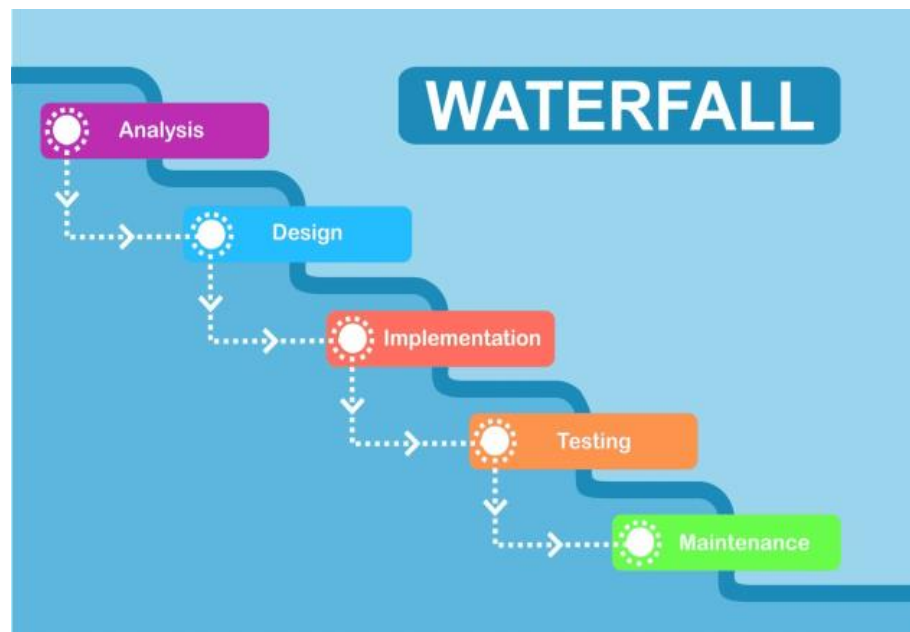 WATERFALL
Analysis
Design
Implementation
Testing
Maintenance